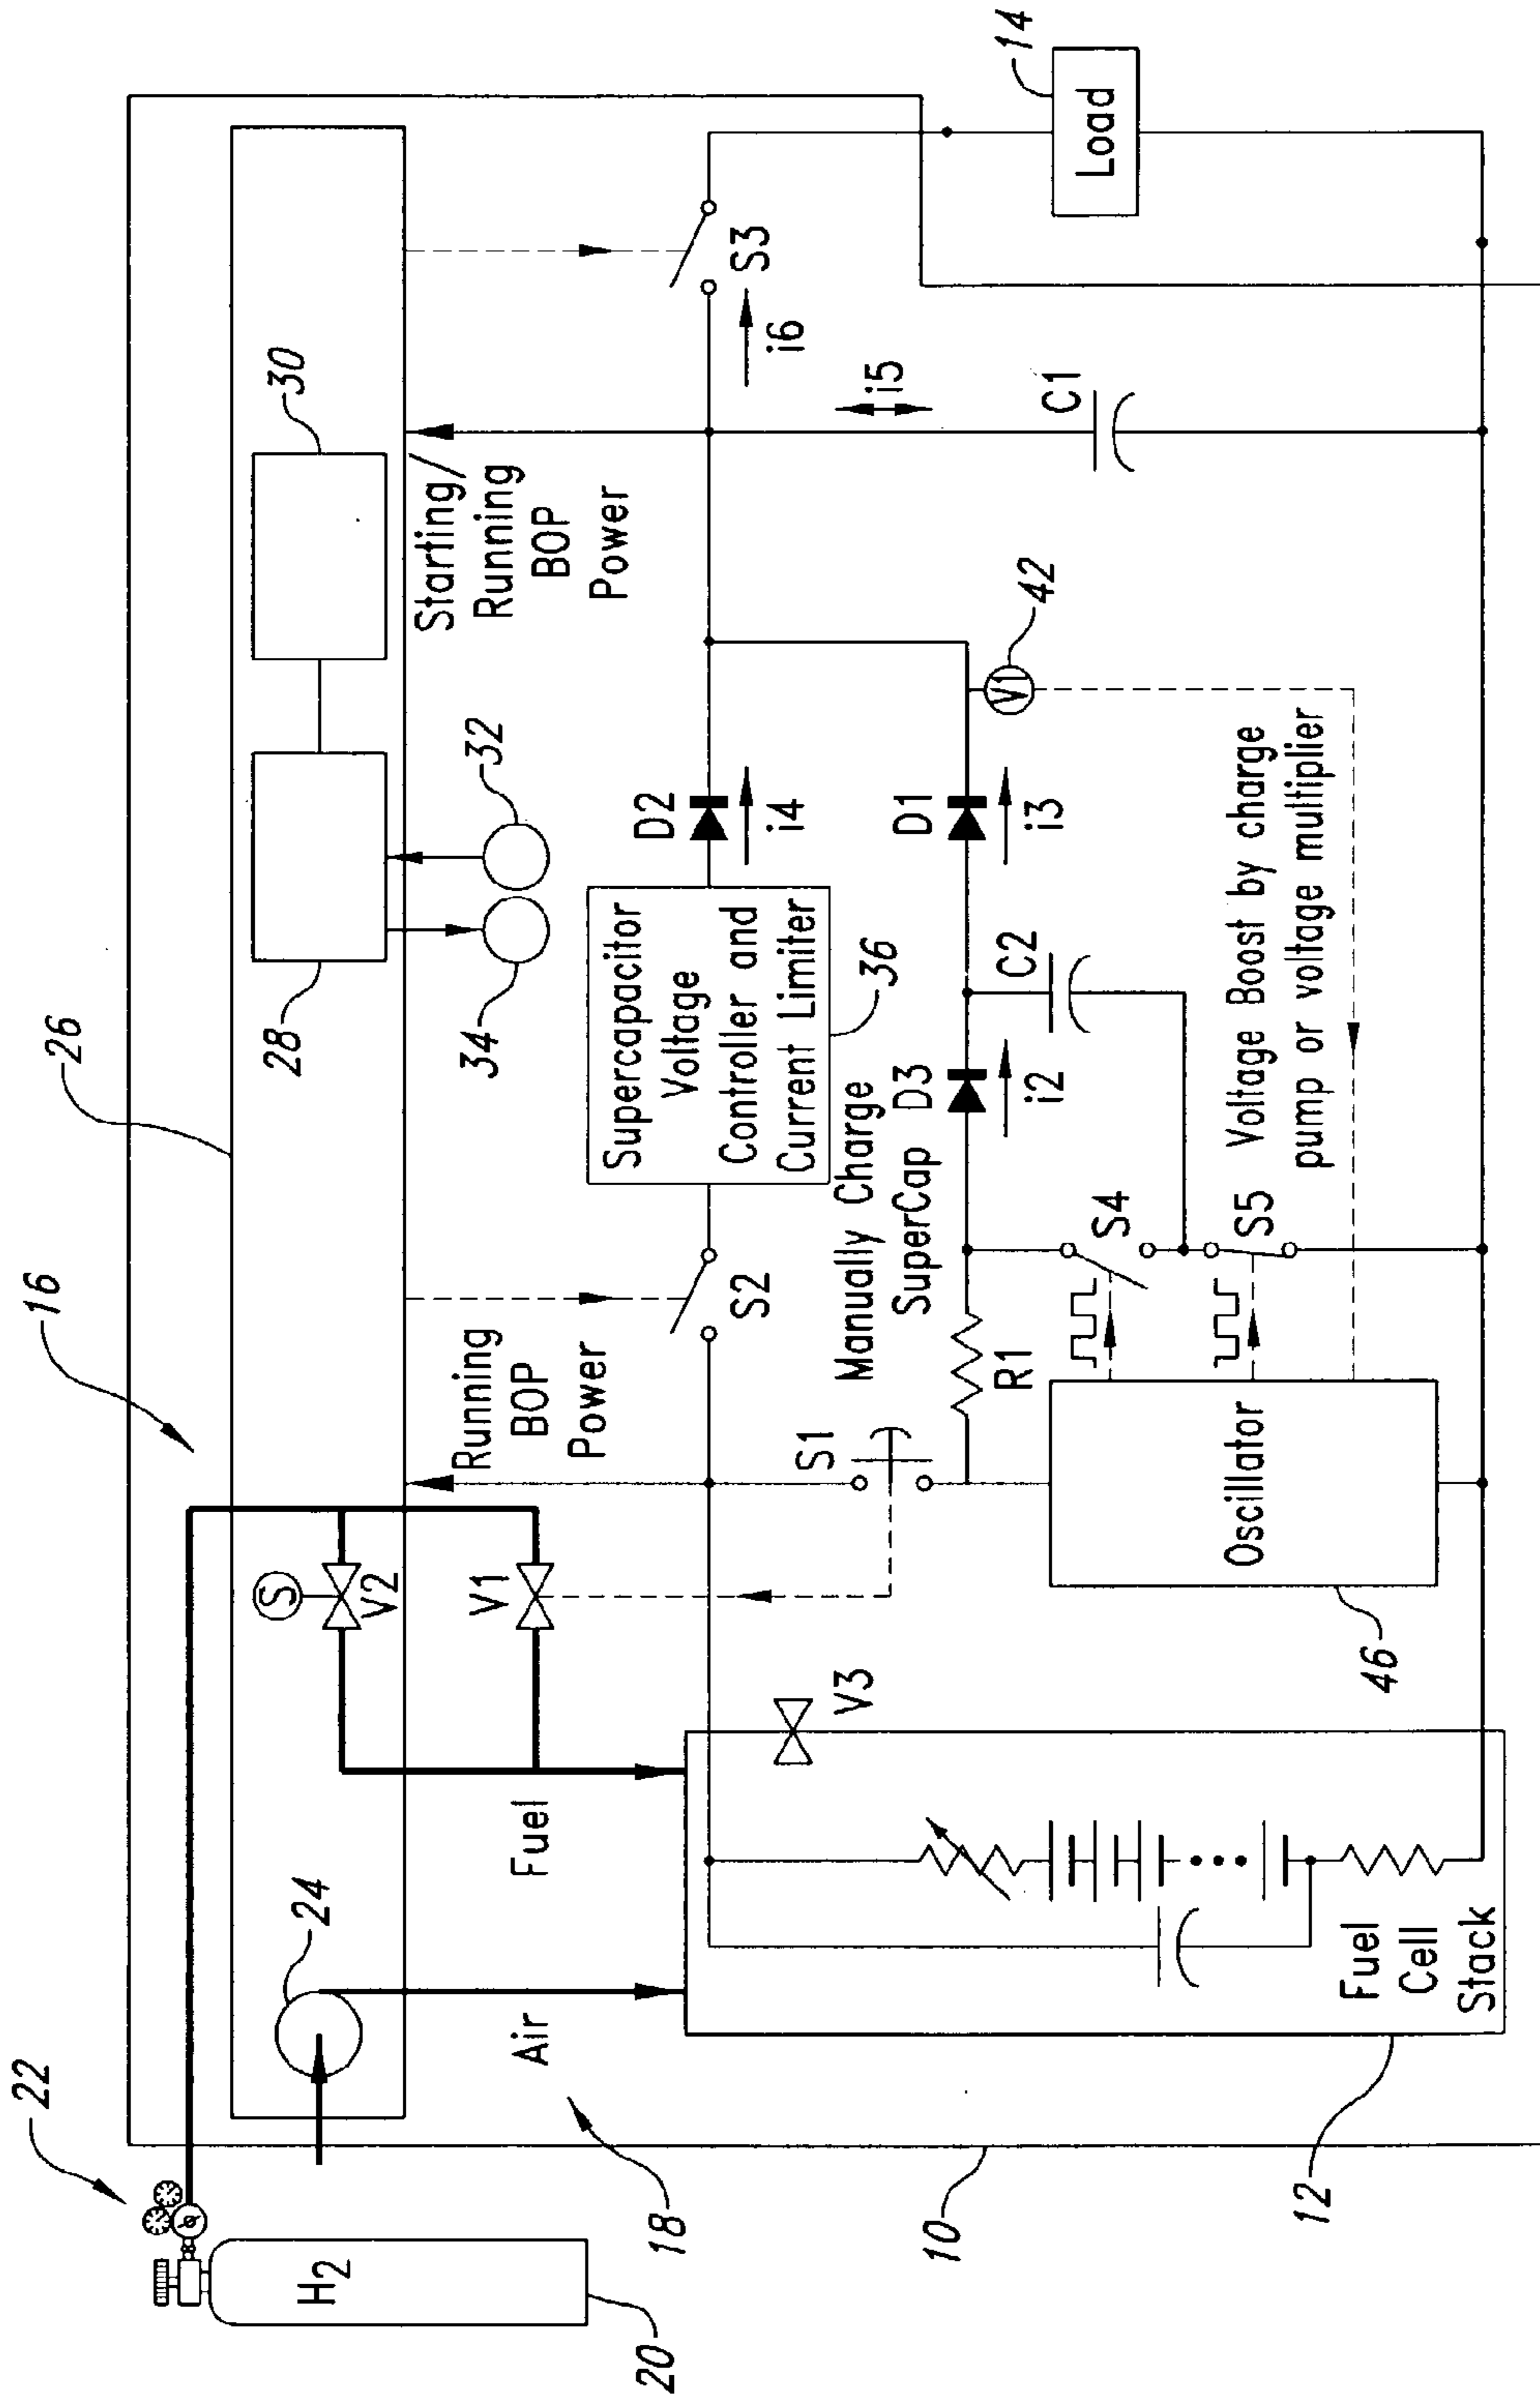 22
16
26
24
S
V2
28
30
32
34
H2
20
18
Air
Fuel
V1
Running
BOP
Power
Starting/
Running
BOP
Power
S2
Supercapacitor
Voltage
Controller and
Current Limiter
36
D2
i4
i6
S3
i5
C1
14
Load
V3
S1
Manually Charge
SuperCap
R1
D3
i2
C2
D1
i3
V1
42
S4
S5
Voltage Boost by charge
pump or voltage multiplier
Oscillator
46
Fuel
Cell
Stack
10
12